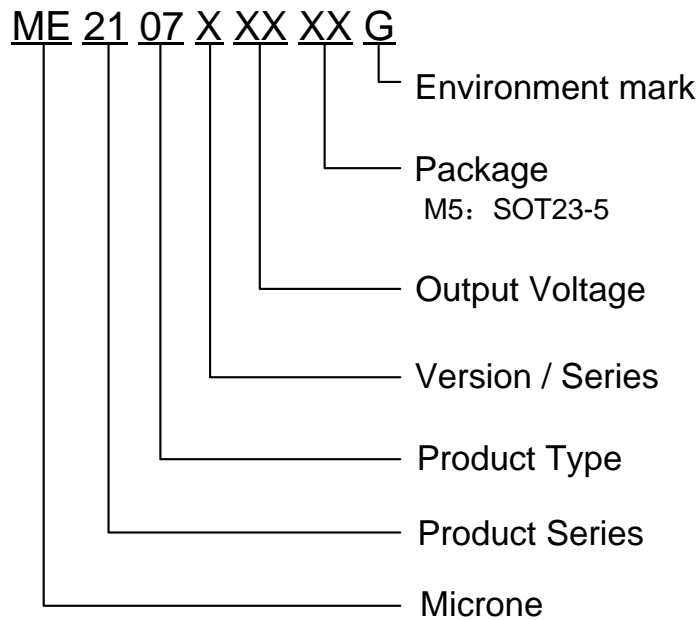 ME 21 07 X XX XX G
Environment mark
Package
M5：SOT23-5
Output Voltage
Version / Series
Product Type
Product Series
Microne